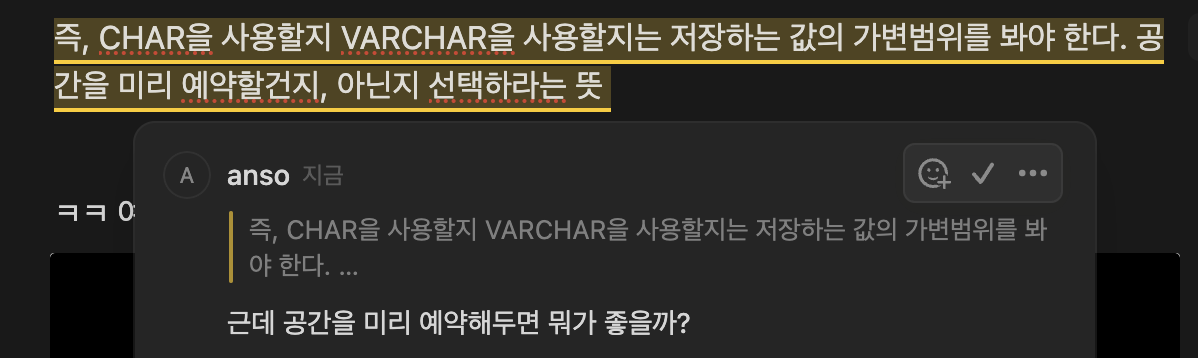 즉, CHAR을 사용할지 VARCHAR을 사용할지는 저장하는 값의 가변범위를 봐야 한다. 공
간을 미리 예약할건지, 아닌지 선택하라는 뜻
A anso 지금
즉, CHAR을 사용할지 VARCHAR을 사용할지는 저장하는 값의 가변범위를 봐
야 한다. ...
ㅋㅋ
근데 공간을 미리 예약해두면 뭐가 좋을까?